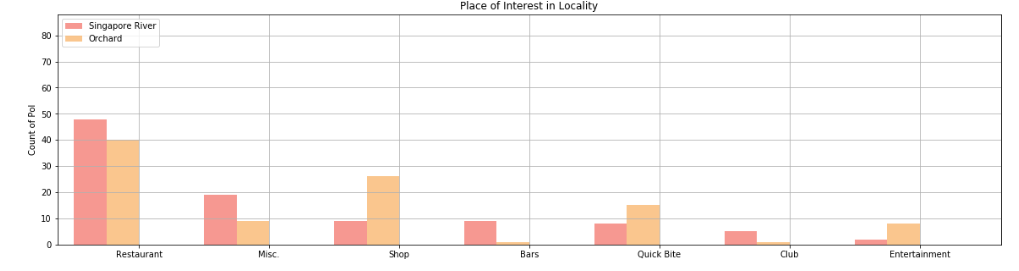 Place of Interest in Locality
Singapore River
Orchard
Count of PoI
80
70
60
50
40
30
20
10
0
Restaurant Misc. Shop Bars Quick Bite Club Entertainment